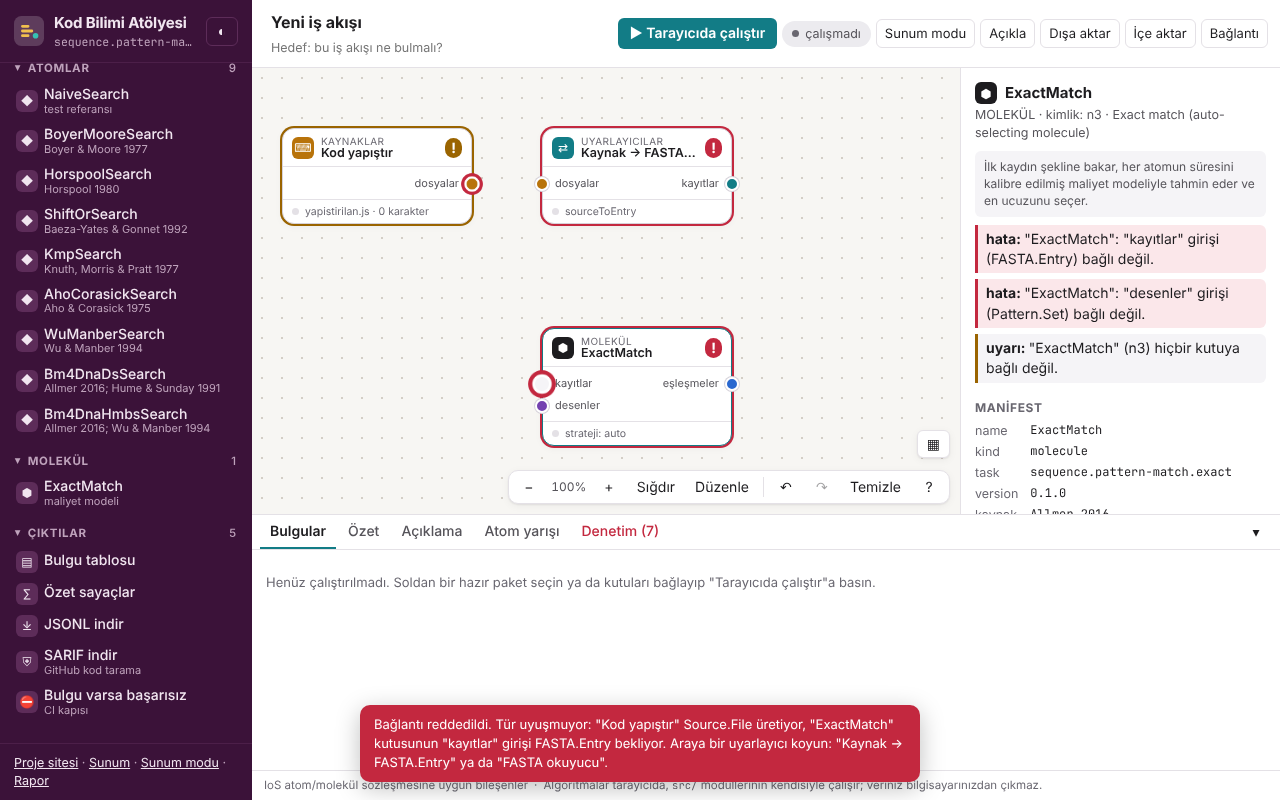 Kod Bilimi Atölyesi
sequence.pattern-ma…
▼ ATOMLAR 9
NaiveSearch
test referansı
BoyerMooreSearch
Boyer & Moore 1977
HorspoolSearch
Horspool 1980
ShiftOrSearch
Baeza-Yates & Gonnet 1992
KmpSearch
Knuth, Morris & Pratt 1977
AhoCorasickSearch
Aho & Corasick 1975
WuManberSearch
Wu & Manber 1994
Bm4DnaDsSearch
Allmer 2016; Hume & Sunday 1991
Bm4DnaHmbsSearch
Allmer 2016; Wu & Manber 1994
▼ MOLEKÜL 1
ExactMatch
maliyet modeli
▼ ÇIKTILAR 5
Bulgu tablosu
Özet sayaçlar
JSONL indir
SARIF indir
GitHub kod tarama
Bulgu varsa başarısız
CI kapısı
Proje sitesi · Sunum · Sunum modu ·
Rapor
Yeni iş akışı
Hedef: bu iş akışı ne bulmalı?
▶ Tarayıcıda çalıştır
çalışmadı
Sunum modu
Açıkla
Dışa aktar
İçe aktar
Bağlantı
KAYNAKLAR
Kod yapıştır
!
dosyalar
yapistirilan.js · 0 karakter
UYARLAYICILAR
Kaynak → FASTA…
!
dosyalar kayıtlar
sourceToEntry
MOLEKÜL
ExactMatch
!
kayıtlar eşleşmeler
desenler
strateji: auto
− 100% + Sığdır Düzenle ↶ ↷ Temizle ?
ExactMatch
MOLEKÜL · kimlik: n3 · Exact match (auto-
selecting molecule)
İlk kaydın şekline bakar, her atomun süresini
kalibre edilmiş maliyet modeliyle tahmin eder ve
en ucuzunu seçer.
hata: "ExactMatch": "kayıtlar" girişi
(FASTA.Entry) bağlı değil.
hata: "ExactMatch": "desenler" girişi
(Pattern.Set) bağlı değil.
uyarı: "ExactMatch" (n3) hiçbir kutuya
bağlı değil.
MANİFEST
name ExactMatch
kind molecule
task sequence.pattern-match.exact
version 0.1.0
kaynak Allmer 2016
Bulgular Özet Açıklama Atom yarışı Denetim (7) ▼
Henüz çalıştırılmadı. Soldan bir hazır paket seçin ya da kutuları bağlayıp "Tarayıcıda çalıştır"a basın.
Bağlantı reddedildi. Tür uyuşmuyor: "Kod yapıştır" Source.File üretiyor, "ExactMatch"
kutusunun "kayıtlar" girişi FASTA.Entry bekliyor. Araya bir uyarlayıcı koyun: "Kaynak →
FASTA.Entry" ya da "FASTA okuyucu".
IoS atom/molekül sözleşmesine uygun bileşenler · Algoritmalar tarayıcıda, src/ modüllerinin kendisiyle çalışır; veriniz bilgisayarınızdan çıkmaz.